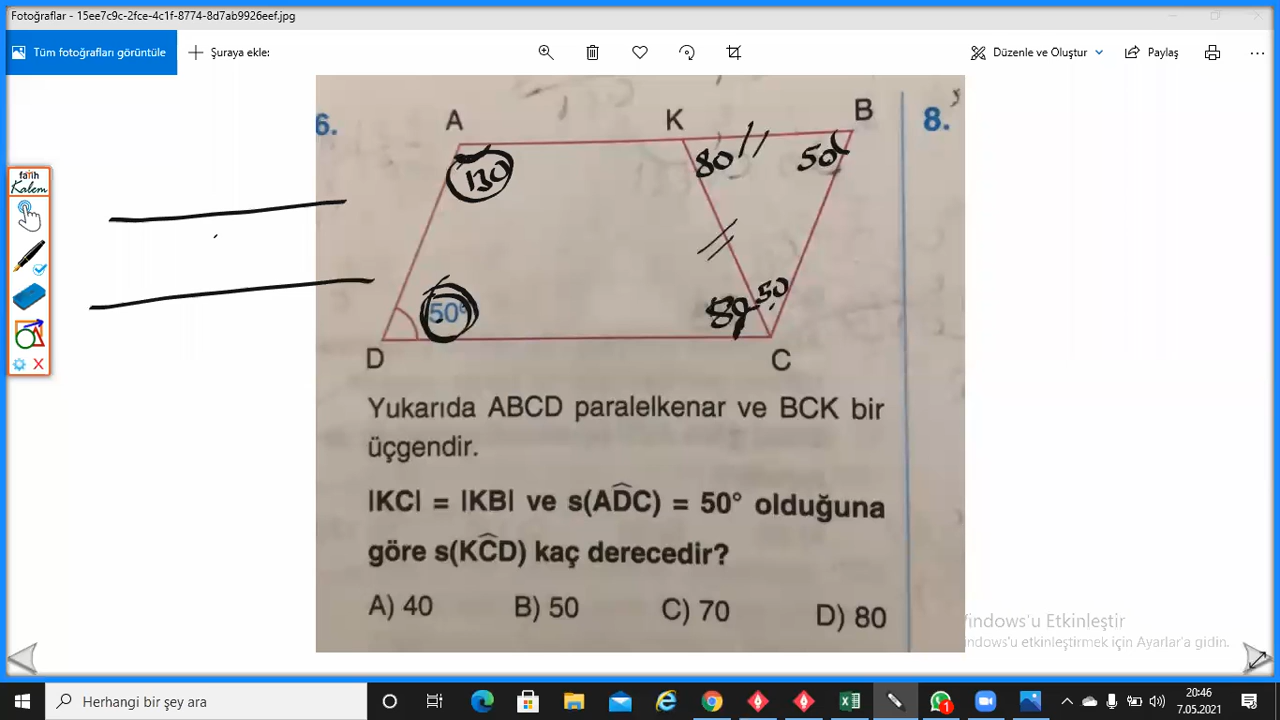 Fotoğraflar - 15ee7c9c-2fce-4c1f-8774-8d7ab9926eef.jpg
Tüm fotoğrafları görüntüle
Şuraya ekle:
Düzenle ve Oluştur
Paylaş
6.
A
K
B
8.
130
80
50
fatih
Kalem
50°
80
50
D
C
Yukarıda ABCD paralelkenar ve BCK bir
üçgendir.
|KC| = |KB| ve s(ADC) = 50° olduğuna
göre s(KCD) kaç derecedir?
A) 40 B) 50 C) 70 D) 80
Windows'u Etkinleştir
Windows'u etkinleştirmek için Ayarlar'a gidin.
Herhangi bir şey ara
1
20:46
7.05.2021